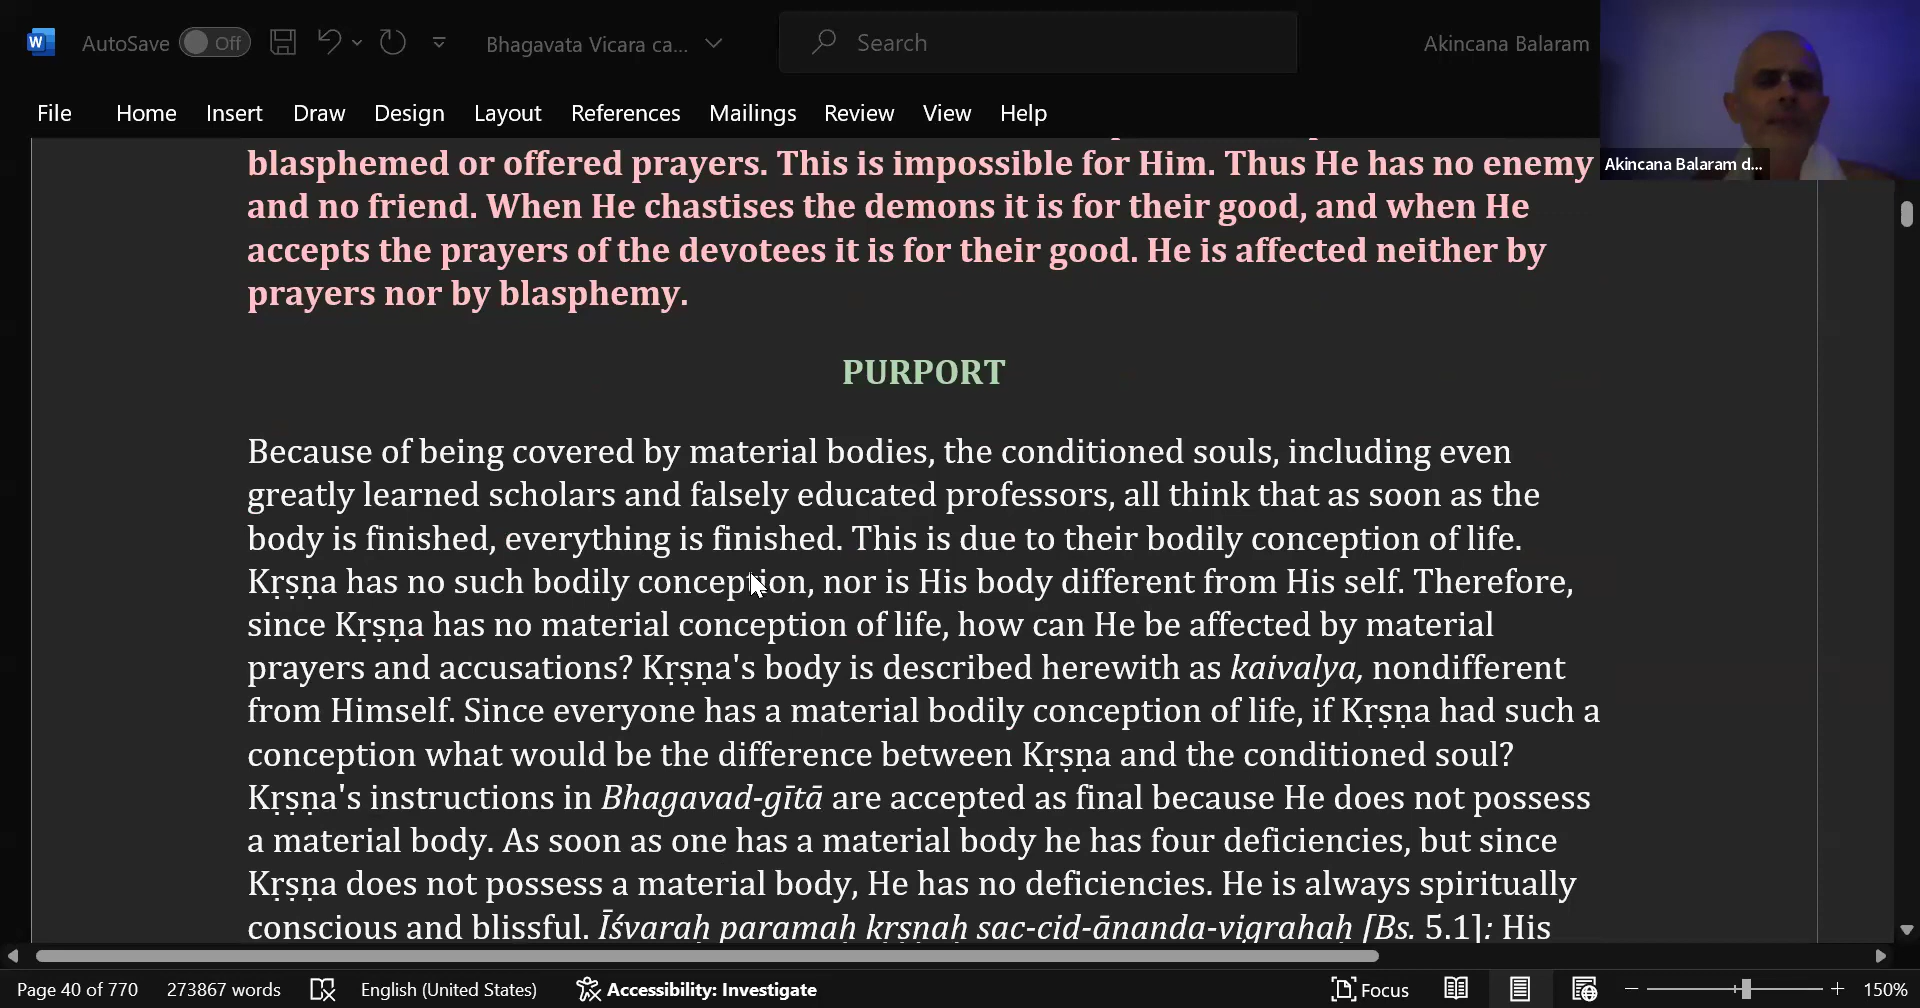 W AutoSave Off Bhagavata Vicara ca... Search Akincana Balaram
File Home Insert Draw Design Layout References Mailings Review View Help
Akincana Balaram d...
blasphemed or offered prayers. This is impossible for Him. Thus He has no enemy
and no friend. When He chastises the demons it is for their good, and when He
accepts the prayers of the devotees it is for their good. He is affected neither by
prayers nor by blasphemy.
PURPORT
Because of being covered by material bodies, the conditioned souls, including even
greatly learned scholars and falsely educated professors, all think that as soon as the
body is finished, everything is finished. This is due to their bodily conception of life.
Kṛṣṇa has no such bodily conception, nor is His body different from His self. Therefore,
since Kṛṣṇa has no material conception of life, how can He be affected by material
prayers and accusations? Kṛṣṇa's body is described herewith as kaivalya, nondifferent
from Himself. Since everyone has a material bodily conception of life, if Kṛṣṇa had such a
conception what would be the difference between Kṛṣṇa and the conditioned soul?
Kṛṣṇa's instructions in Bhagavad-gītā are accepted as final because He does not possess
a material body. As soon as one has a material body he has four deficiencies, but since
Kṛṣṇa does not possess a material body, He has no deficiencies. He is always spiritually
conscious and blissful. Īśvaraḥ paramaḥ kṛṣṇaḥ sac-cid-ānanda-vigrahaḥ [Bs. 5.1]: His
Page 40 of 770 273867 words English (United States) Accessibility: Investigate Focus 150%